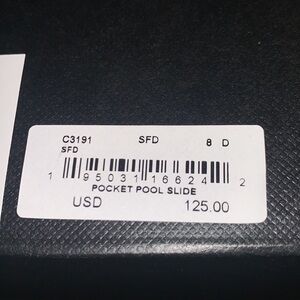 C3191 SFD 8 D
SFD
1 95031 16624 2
POCKET POOL SLIDE
USD 125.00